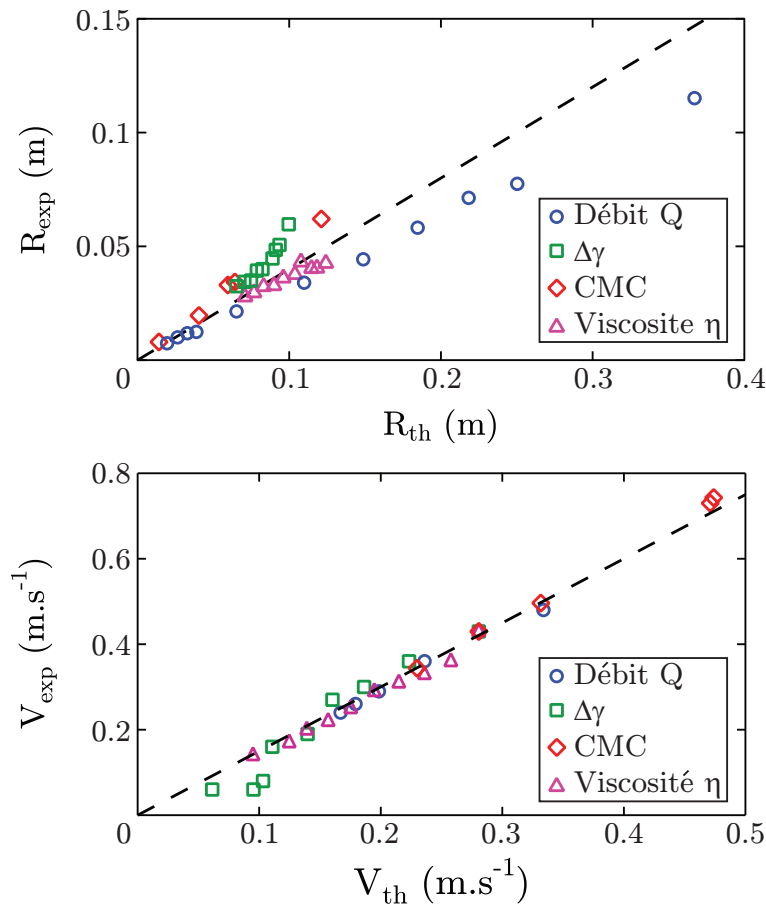 0.15
0.1
0.05
R_exp (m)
Débit Q
Δγ
CMC
Viscosite η
0 0.1 0.2 0.3 0.4
R_th (m)
0.8
0.6
0.4
0.2
V_exp (m.s⁻¹)
Débit Q
Δγ
CMC
Viscosité η
0 0.1 0.2 0.3 0.4 0.5
V_th (m.s⁻¹)